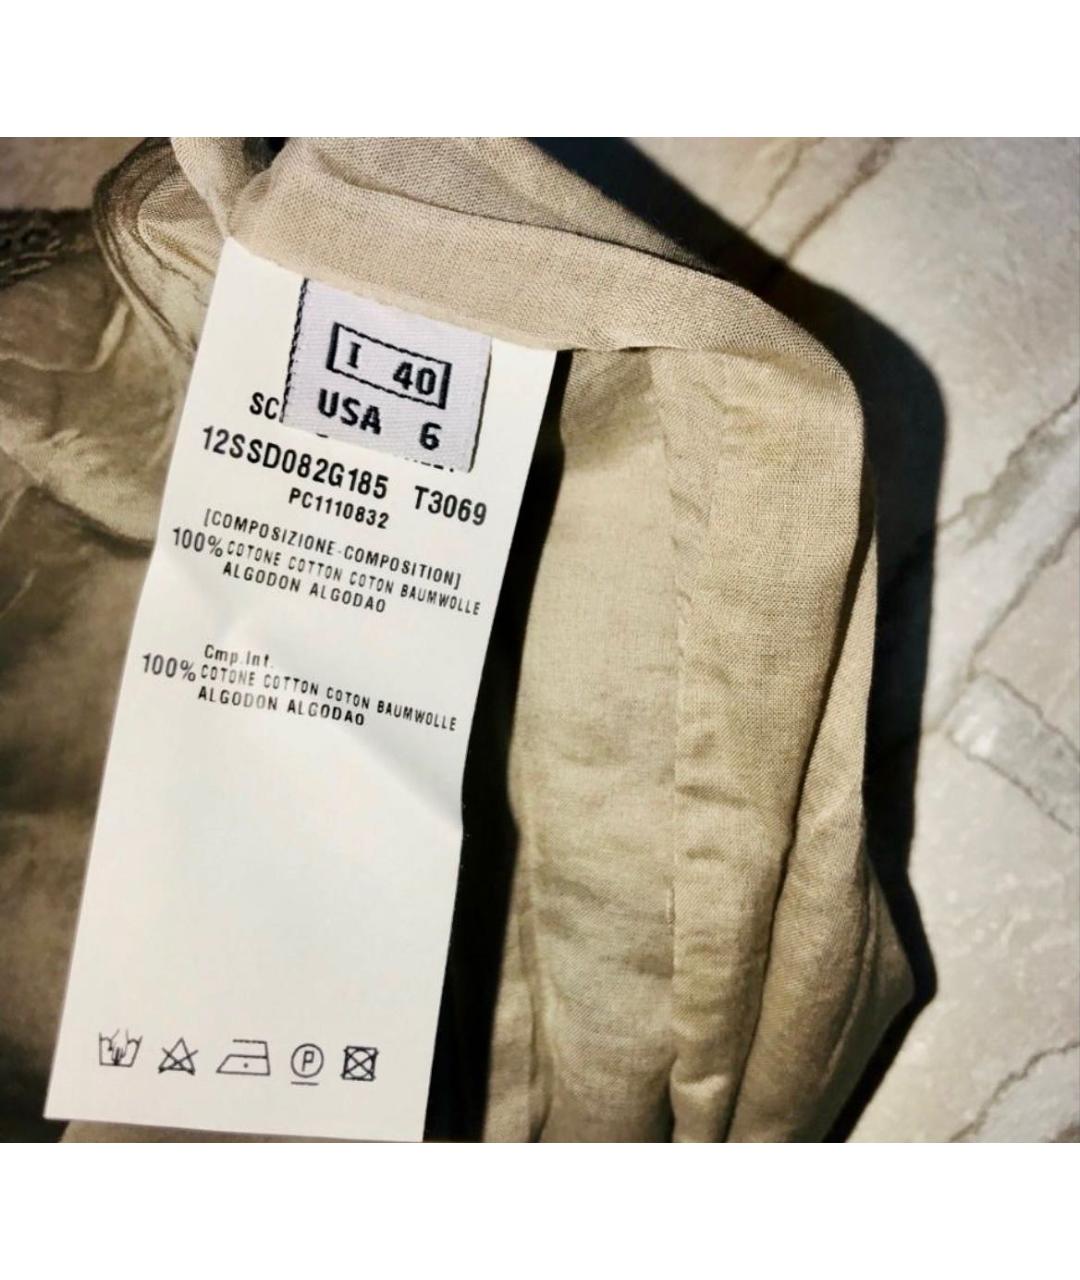 I 40
USA 6
12SSD082G185 T3069
PC1110832
[COMPOSIZIONE-COMPOSITION]
100% COTONE COTTON COTON BAUMWOLLE
ALGODON ALGODAO
Cmp.Int.
100% COTONE COTTON COTON BAUMWOLLE
ALGODON ALGODAO
P